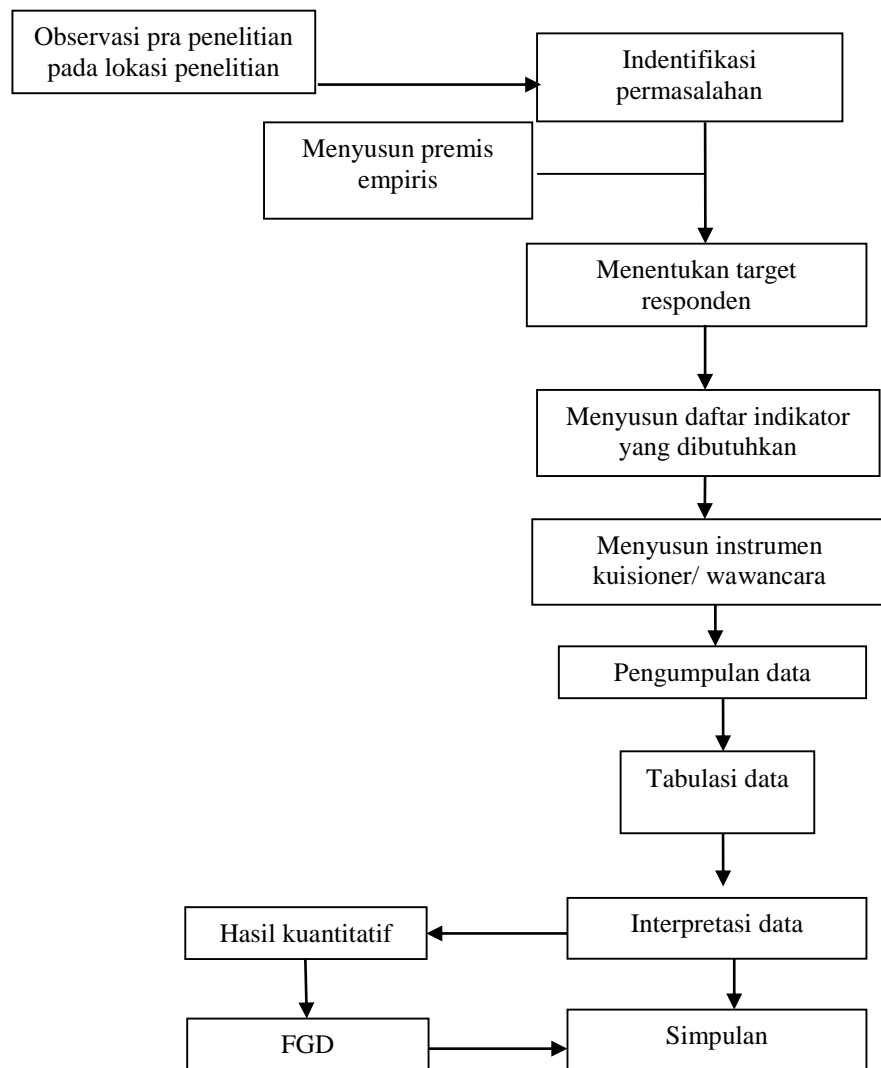 Observasi pra penelitian
pada lokasi penelitian
Indentifikasi
permasalahan
Menyusun premis
empiris
Menentukan target
responden
Menyusun daftar indikator
yang dibutuhkan
Menyusun instrumen
kuisioner/ wawancara
Pengumpulan data
Tabulasi data
Interpretasi data
Hasil kuantitatif
FGD
Simpulan